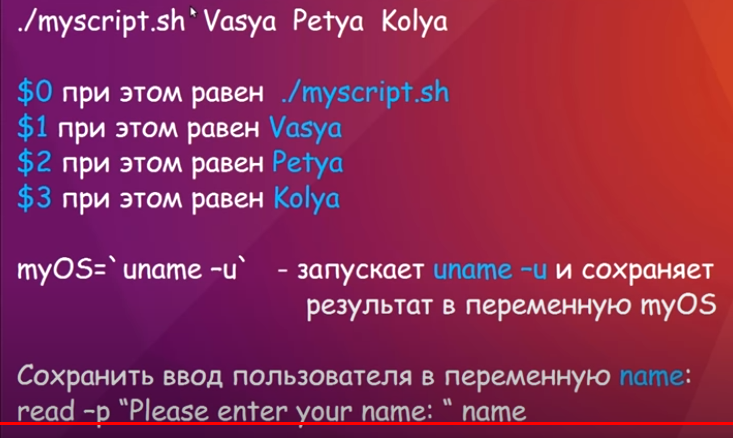 ./myscript.sh Vasya Petya Kolya
$0 при этом равен ./myscript.sh
$1 при этом равен Vasya
$2 при этом равен Petya
$3 при этом равен Kolya
myOS=`uname –u` - запускает uname –u и сохраняет
результат в переменную myOS
Сохранить ввод пользователя в переменную name:
read –p “Please enter your name: “ name